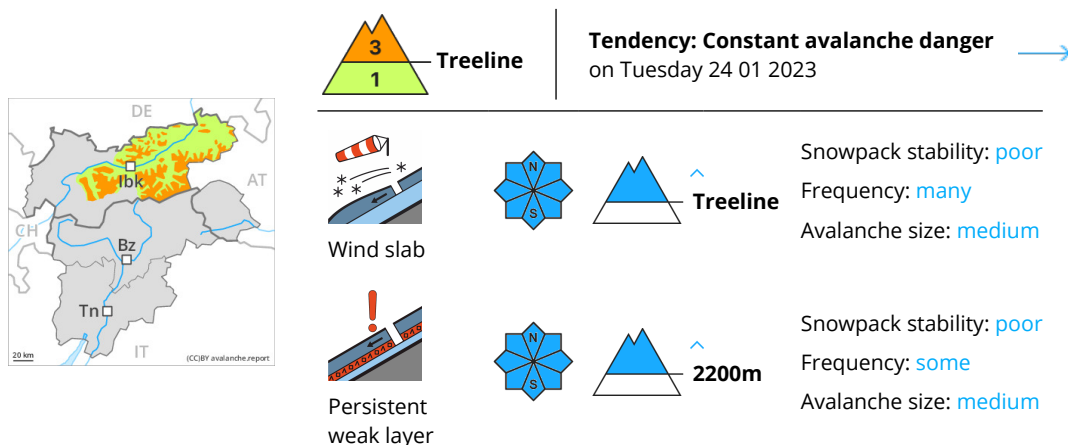 3
1
Treeline
Tendency: Constant avalanche danger
on Tuesday 24 01 2023
DE
AT
CH
IT
Ibk
Bz
Tn
20 km
(CC)BY avalanche.report
Wind slab
N
S
Treeline
Snowpack stability: poor
Frequency: many
Avalanche size: medium
Persistent
weak layer
N
S
2200m
Snowpack stability: poor
Frequency: some
Avalanche size: medium